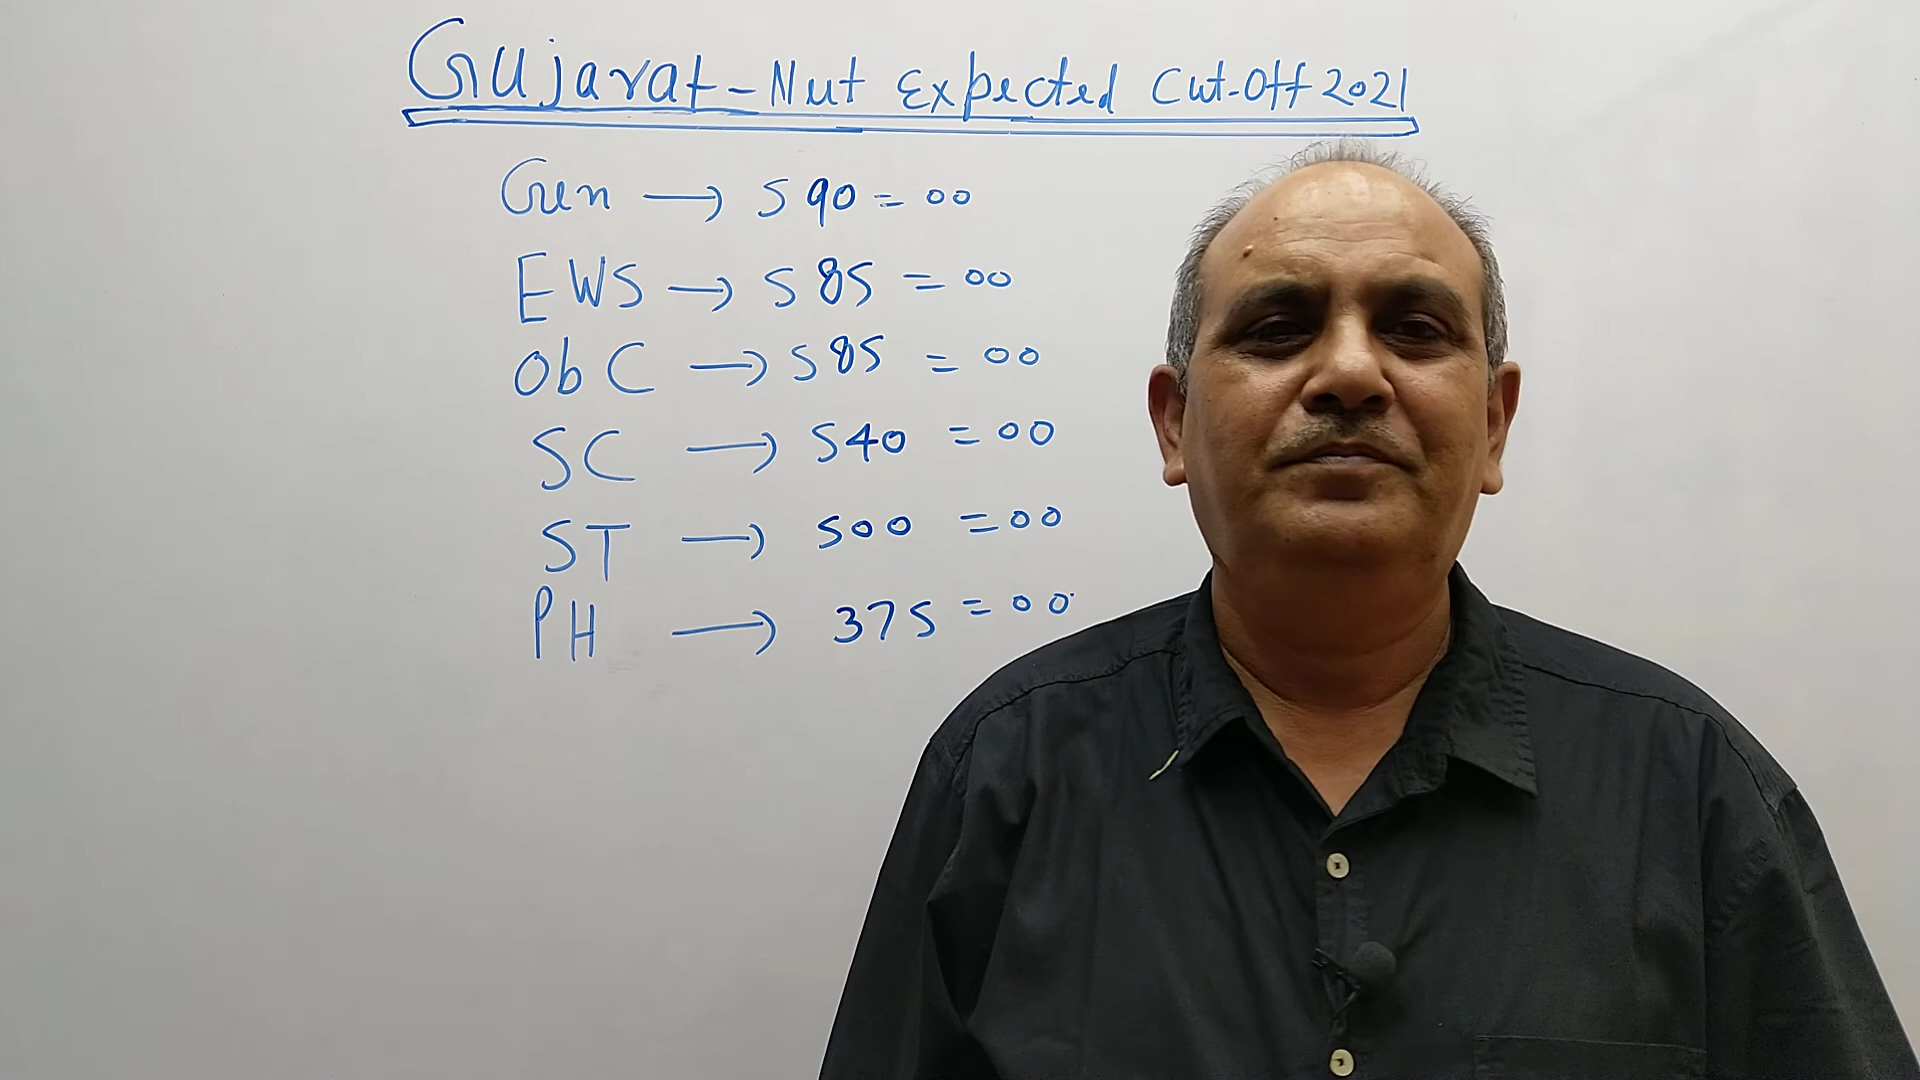 Gujarat - Nut Expected Cut-Off 2021
Gen → 590 = 00
EWS → 585 = 00
ObC → 585 = 00
SC → 540 = 00
ST → 500 = 00
PH → 375 = 00